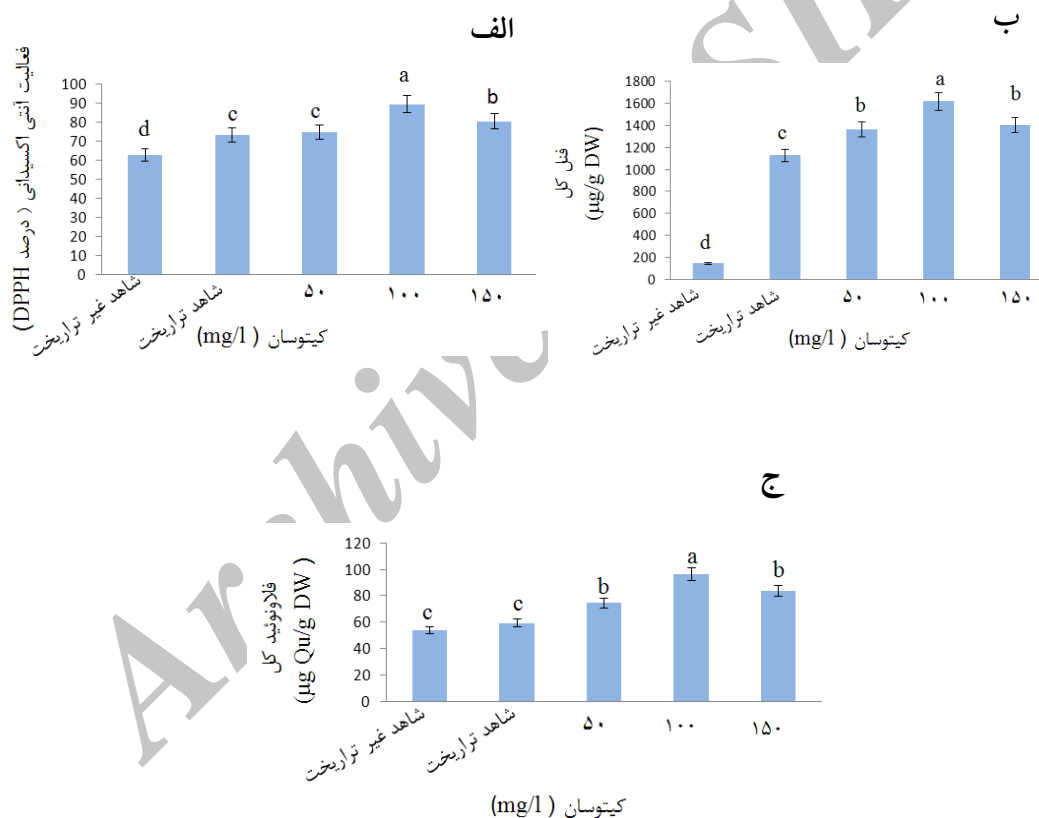 الف
فعالیت آنتی اکسیدانی ( درصد DPPH)
100
90
80
70
60
50
40
30
20
10
0
d
c
c
a
b
شاهد غیر تراریخت
شاهد تراریخت
۵۰
۱۰۰
۱۵۰
کیتوسان ( mg/l)
ب
فنل کل
(µg/g DW)
1800
1600
1400
1200
1000
800
600
400
200
0
d
c
b
a
b
شاهد غیر تراریخت
شاهد تراریخت
۵۰
۱۰۰
۱۵۰
کیتوسان ( mg/l)
ج
فلاونوئید کل
(µg Qu/g DW )
120
100
80
60
40
20
0
c
c
b
a
b
شاهد غیر تراریخت
شاهد تراریخت
۵۰
۱۰۰
۱۵۰
کیتوسان ( mg/l)